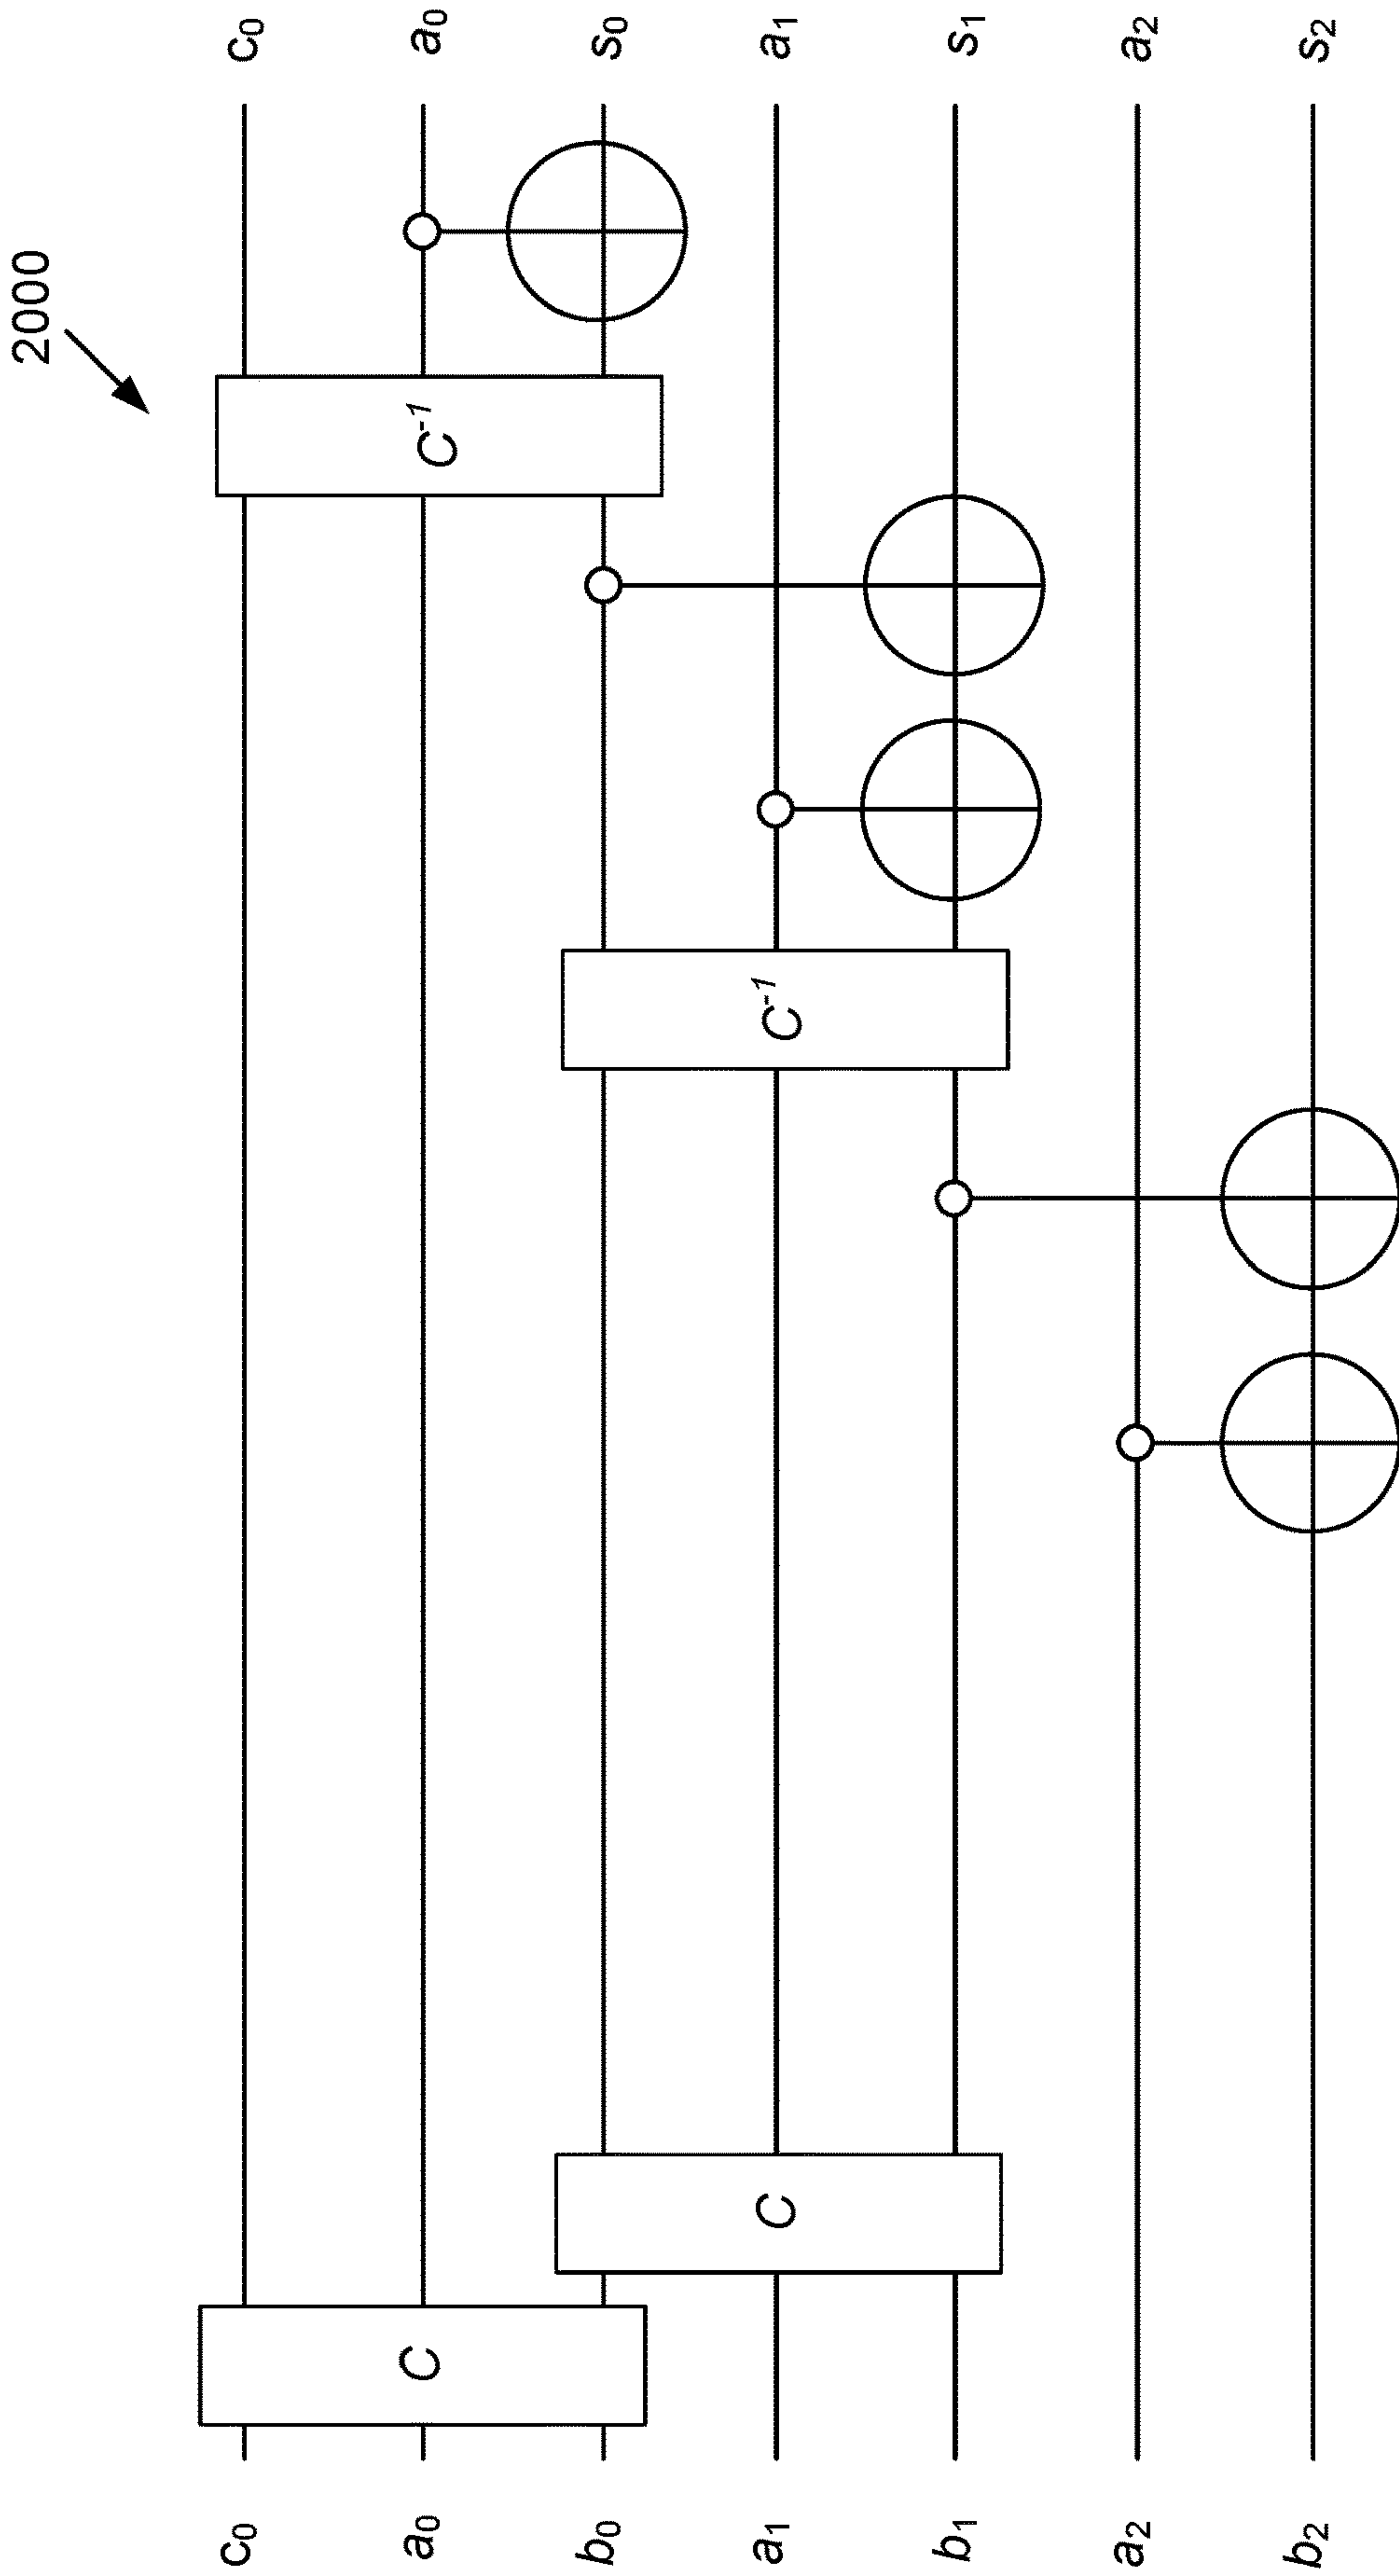 2000
c₀ c₀
a₀ C C⁻¹ a₀
b₀ s₀
a₁ C C⁻¹ a₁
b₁ s₁
a₂ a₂
b₂ s₂